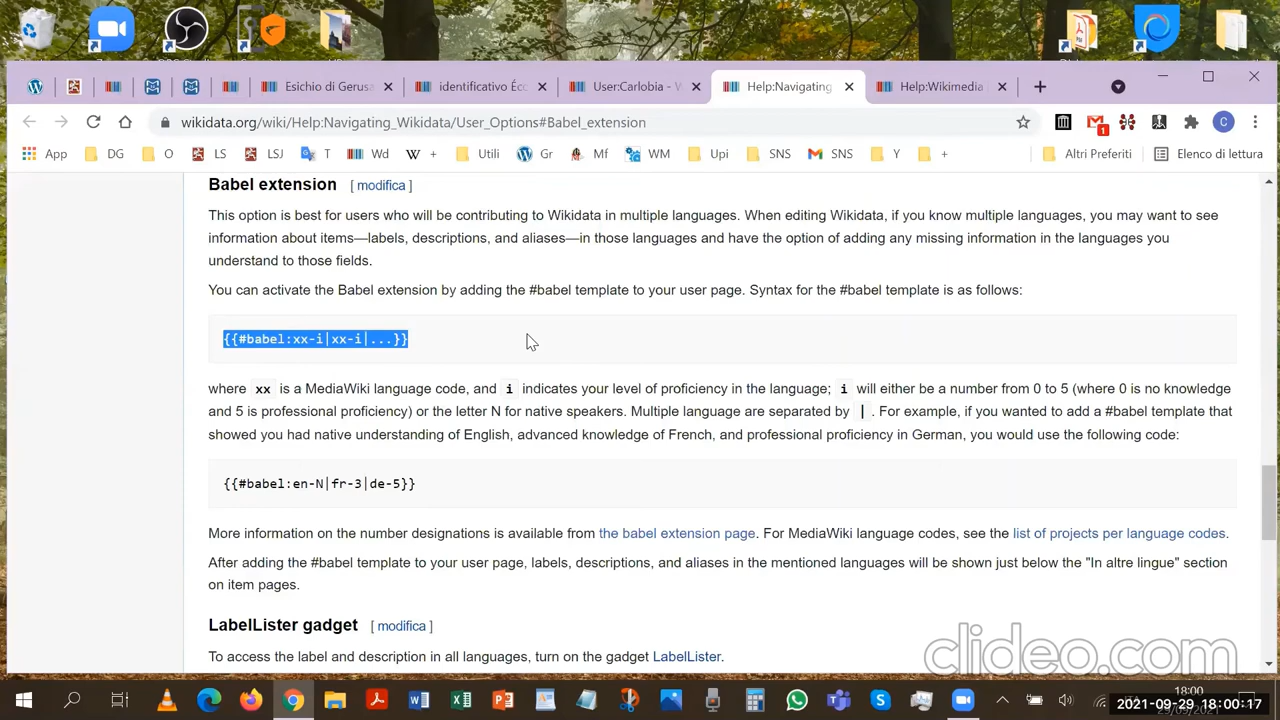 Esichio di Gerusa
identificativo Ecc
User:Carlobia - W
Help:Navigating
Help:Wikimedia
wikidata.org/wiki/Help:Navigating_Wikidata/User_Options#Babel_extension
C
App DG O LS LSJ T Wd + Utili Gr Mf WM Upi SNS SNS Y + Altri Preferiti Elenco di lettura
Babel extension [ modifica ]
This option is best for users who will be contributing to Wikidata in multiple languages. When editing Wikidata, if you know multiple languages, you may want to see
information about items—labels, descriptions, and aliases—in those languages and have the option of adding any missing information in the languages you
understand to those fields.
You can activate the Babel extension by adding the #babel template to your user page. Syntax for the #babel template is as follows:
{{#babel:xx-i|xx-i|...}}
where xx is a MediaWiki language code, and i indicates your level of proficiency in the language; i will either be a number from 0 to 5 (where 0 is no knowledge
and 5 is professional proficiency) or the letter N for native speakers. Multiple language are separated by | . For example, if you wanted to add a #babel template that
showed you had native understanding of English, advanced knowledge of French, and professional proficiency in German, you would use the following code:
{{#babel:en-N|fr-3|de-5}}
More information on the number designations is available from the babel extension page. For MediaWiki language codes, see the list of projects per language codes.
After adding the #babel template to your user page, labels, descriptions, and aliases in the mentioned languages will be shown just below the "In altre lingue" section
on item pages.
LabelLister gadget [ modifica ]
To access the label and description in all languages, turn on the gadget LabelLister.
clideo.com
18:00
2021-09-29 18:00:17